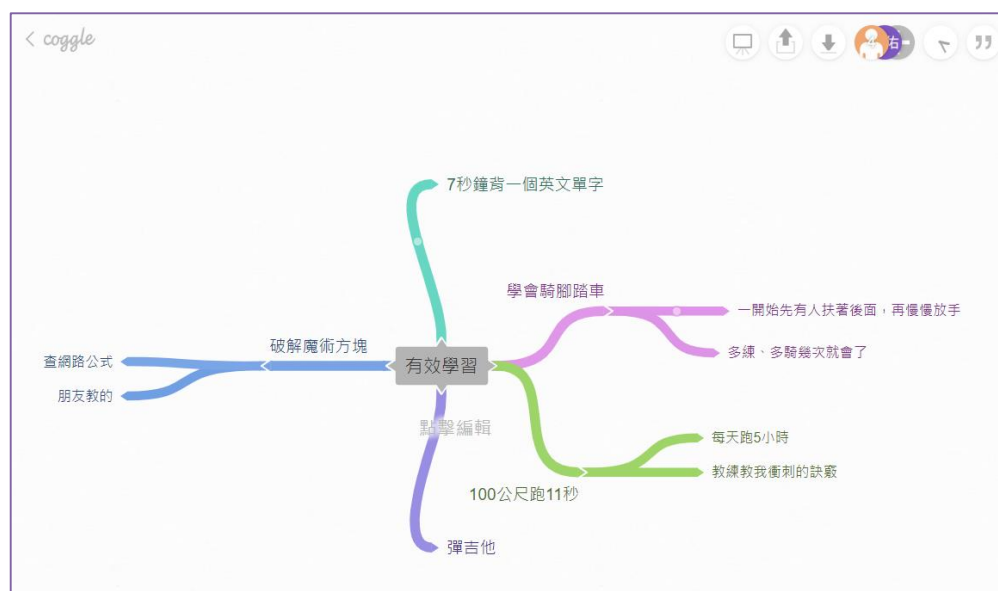 coggle
佑
7秒鐘背一個英文單字
學會騎腳踏車
一開始先有人扶著後面，再慢慢放手
多練、多騎幾次就會了
破解魔術方塊
查網路公式
朋友教的
有效學習
點擊編輯
每天跑5小時
教練教我衝刺的訣竅
100公尺跑11秒
彈吉他